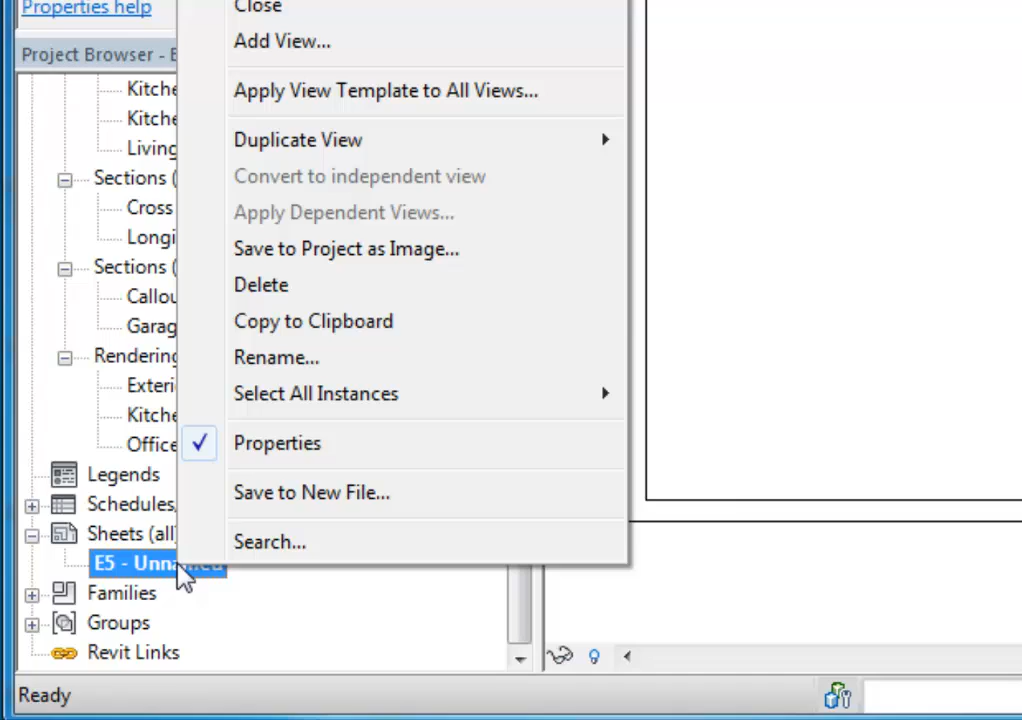 Properties help
Close
Add View...
Project Browser - E
Apply View Template to All Views...
Kitche
Kitche
Duplicate View
Living
Convert to independent view
Sections (
Apply Dependent Views...
Cross
Longi
Save to Project as Image...
Sections (
Delete
Callou
Copy to Clipboard
Garag
Rendering
Rename...
Exteri
Select All Instances
Kitche
Office
Properties
Legends
Save to New File...
Schedules,
Sheets (all)
Search...
E5 - Unnamed
Families
Groups
Revit Links
Ready